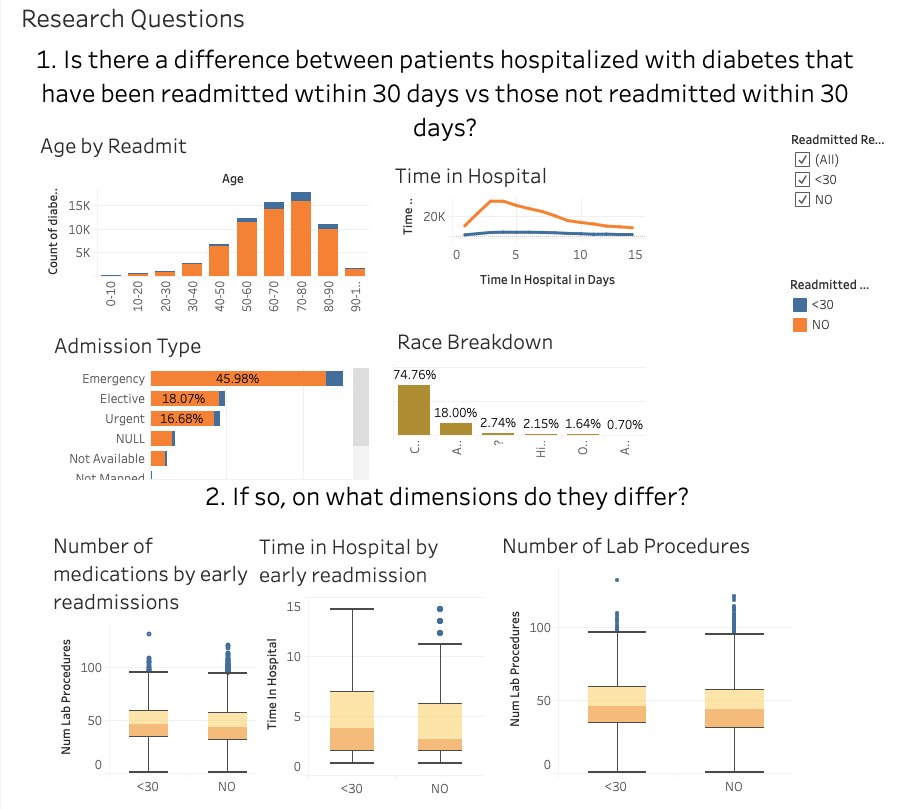 Research Questions
1. Is there a difference between patients hospitalized with diabetes that
have been readmitted wtihin 30 days vs those not readmitted within 30
days?
Age by Readmit
Age
Count of diabe..
15K
10K
5K
0-10
10-20
20-30
30-40
40-50
50-60
60-70
70-80
80-90
90-1..
Time in Hospital
Time ..
20K
0
5
10
15
Time In Hospital in Days
Readmitted Re...
(All)
<30
NO
Readmitted ...
<30
NO
Admission Type
Emergency
45.98%
Elective
18.07%
Urgent
16.68%
NULL
Not Available
Not Mapped
Race Breakdown
74.76%
18.00%
2.74%
2.15%
1.64%
0.70%
C..
A..
?
Hi..
O..
A..
2. If so, on what dimensions do they differ?
Number of
medications by early
readmissions
Num Lab Procedures
100
50
0
<30
NO
Time in Hospital by
early readmission
Time In Hospital
15
10
5
0
<30
NO
Number of Lab Procedures
Num Lab Procedures
100
50
0
<30
NO